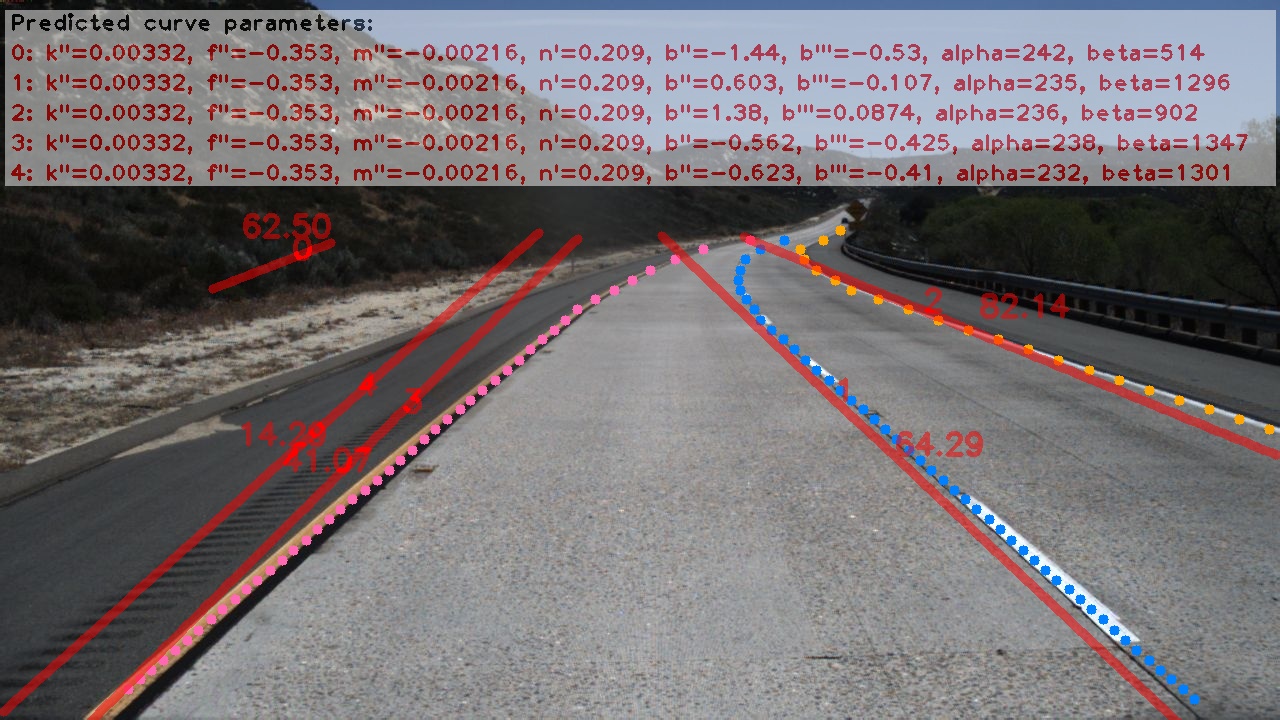 Predicted curve parameters:
0: k''=0.00332, f''=-0.353, m''=-0.00216, n'=0.209, b''=-1.44, b'''=-0.53, alpha=242, beta=514
1: k''=0.00332, f''=-0.353, m''=-0.00216, n'=0.209, b''=0.603, b'''=-0.107, alpha=235, beta=1296
2: k''=0.00332, f''=-0.353, m''=-0.00216, n'=0.209, b''=1.38, b'''=0.0874, alpha=236, beta=902
3: k''=0.00332, f''=-0.353, m''=-0.00216, n'=0.209, b''=-0.562, b'''=-0.425, alpha=238, beta=1347
4: k''=0.00332, f''=-0.353, m''=-0.00216, n'=0.209, b''=-0.623, b'''=-0.41, alpha=232, beta=1301
62.50
0
2 82.14
4
3
1
14.29
64.29
41.07